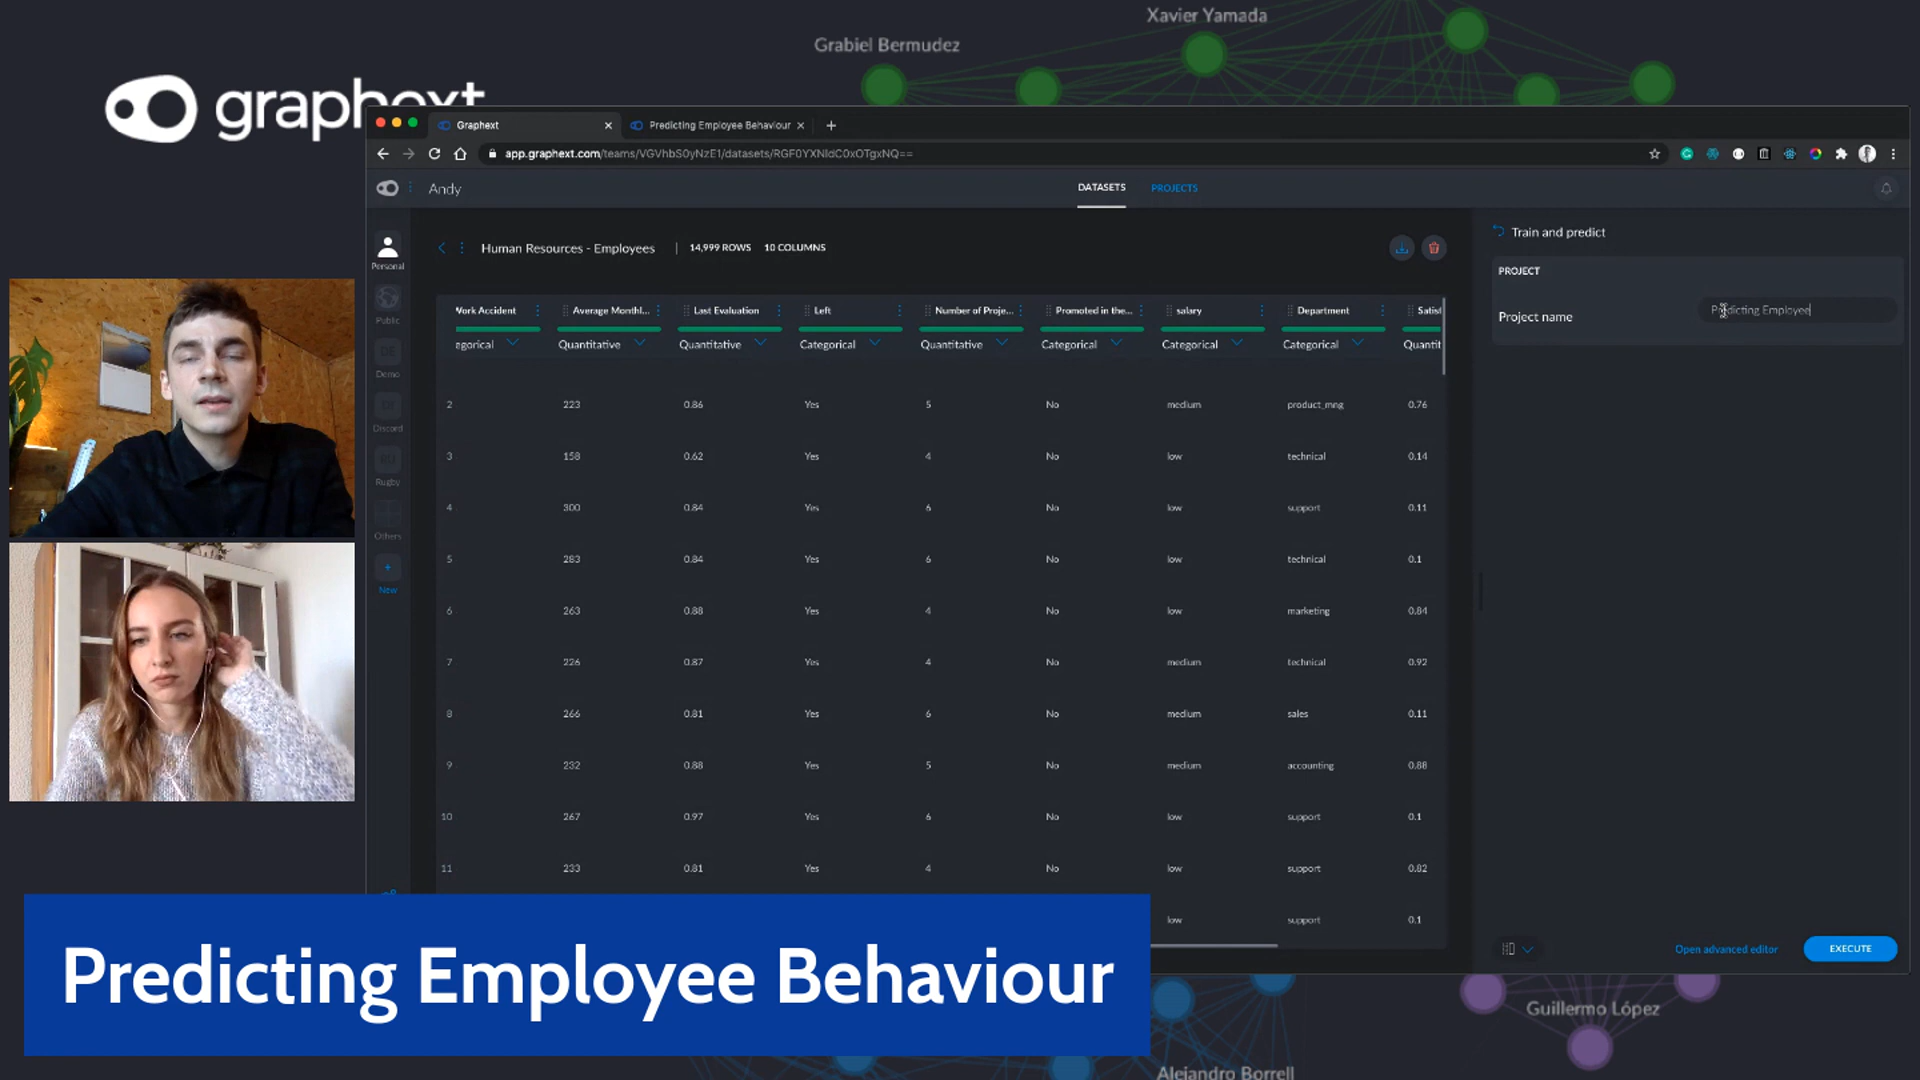 Xavier Yamada
Grabiel Bermudez
graphext
Graphext
Predicting Employee Behaviour
app.graphext.com/teams/VGVhbS0yNzE1/datasets/RGF0YXNldC0xOTgxNQ==
Andy
DATASETS PROJECTS
Personal
Public
DE
Demo
Discord
RU
Rugby
Others
+
New
Human Resources - Employees | 14,999 ROWS 10 COLUMNS
Work Accident Average Monthl... Last Evaluation Left Number of Proje... Promoted in the... salary Department Satisf
egorical Quantitative Quantitative Categorical Quantitative Categorical Categorical Categorical Quantit
2 223 0.86 Yes 5 No medium product_mng 0.76
3 158 0.62 Yes 4 No low technical 0.14
4 300 0.84 Yes 6 No low support 0.11
5 283 0.84 Yes 6 No low technical 0.1
6 263 0.88 Yes 4 No low marketing 0.84
7 226 0.87 Yes 4 No medium technical 0.92
8 266 0.81 Yes 6 No medium sales 0.11
9 232 0.88 Yes 5 No medium accounting 0.88
10 267 0.97 Yes 6 No low support 0.1
11 233 0.81 Yes 4 No low support 0.82
low support 0.1
Train and predict
PROJECT
Project name Predicting Employee
Open advanced editor EXECUTE
Predicting Employee Behaviour
Guillermo López
Alejandro Borrell